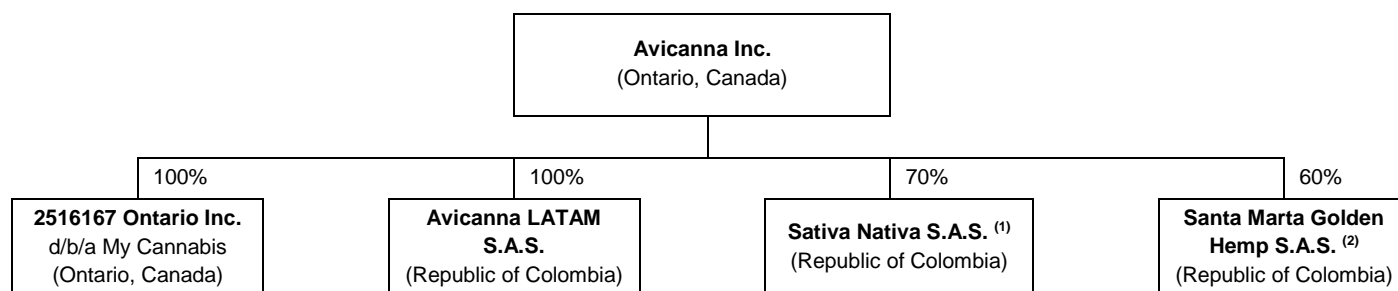 Avicanna Inc.
(Ontario, Canada)
100%
100%
70%
60%
2516167 Ontario Inc.
d/b/a My Cannabis
(Ontario, Canada)
Avicanna LATAM
S.A.S.
(Republic of Colombia)
Sativa Nativa S.A.S. (1)
(Republic of Colombia)
Santa Marta Golden
Hemp S.A.S. (2)
(Republic of Colombia)